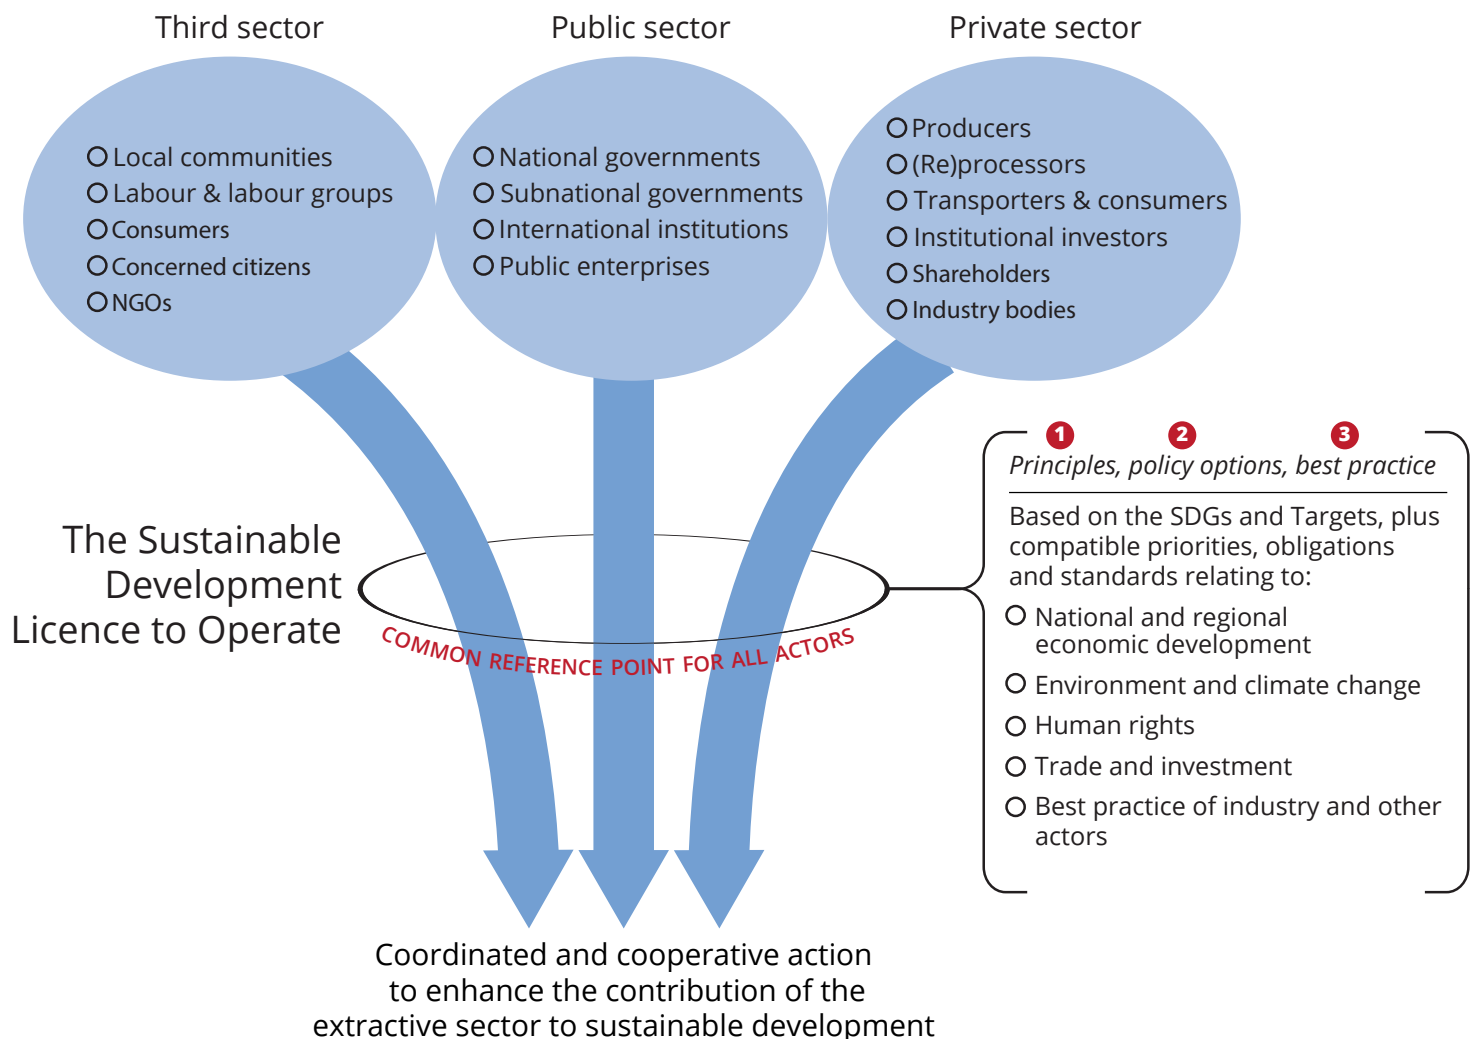 Third sector
Public sector
Private sector
Local communities
Labour & labour groups
Consumers
Concerned citizens
NGOs
National governments
Subnational governments
International institutions
Public enterprises
Producers
(Re)processors
Transporters & consumers
Institutional investors
Shareholders
Industry bodies
The Sustainable
Development
Licence to Operate
COMMON REFERENCE POINT FOR ALL ACTORS
1 2 3
Principles, policy options, best practice
Based on the SDGs and Targets, plus
compatible priorities, obligations
and standards relating to:
National and regional
economic development
Environment and climate change
Human rights
Trade and investment
Best practice of industry and other
actors
Coordinated and cooperative action
to enhance the contribution of the
extractive sector to sustainable development